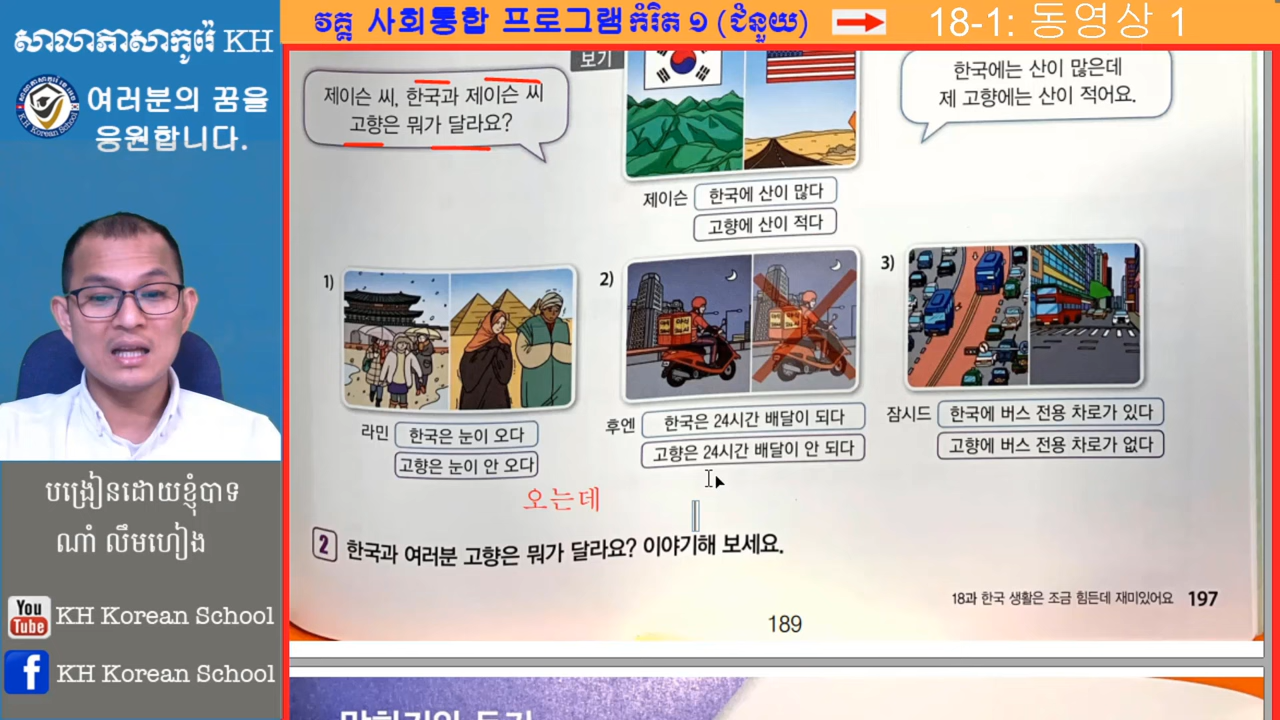 វគ្គ 사회통합 프로그램 កំរិត ១ (ជំនួយ)
18-1: 동영상 1
សាលាភាសាកូរ៉េ KH
여러분의 꿈을
응원합니다.
보기
제이슨 씨, 한국과 제이슨 씨
고향은 뭐가 달라요?
한국에는 산이 많은데
제 고향에는 산이 적어요.
제이슨
한국에 산이 많다
고향에 산이 적다
1)
라민
한국은 눈이 오다
고향은 눈이 안 오다
2)
후엔
한국은 24시간 배달이 되다
고향은 24시간 배달이 안 되다
3)
잠시드
한국에 버스 전용 차로가 있다
고향에 버스 전용 차로가 없다
오는데
2 한국과 여러분 고향은 뭐가 달라요? 이야기해 보세요.
18과 한국 생활은 조금 힘든데 재미있어요 197
189
បង្រៀនដោយខ្ញុំបាទ
ណាំ លឹមហៀង
You Tube KH Korean School
f KH Korean School